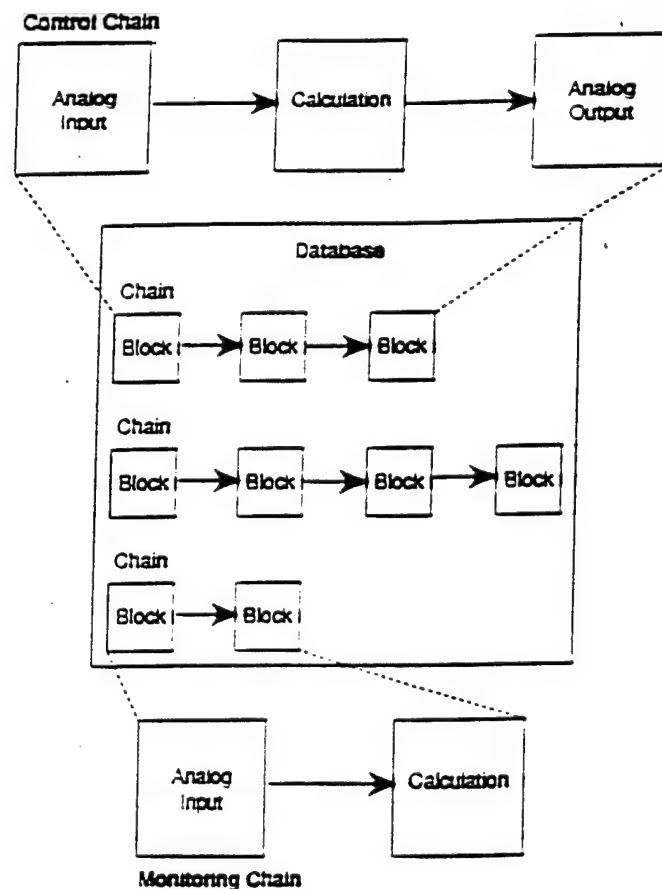 Control Chain
Analog
Input
Calculation
Analog
Output
Database
Chain
Block
Block
Block
Chain
Block
Block
Block
Block
Chain
Block
Block
Analog
Input
Calculation
Monitoring Chain